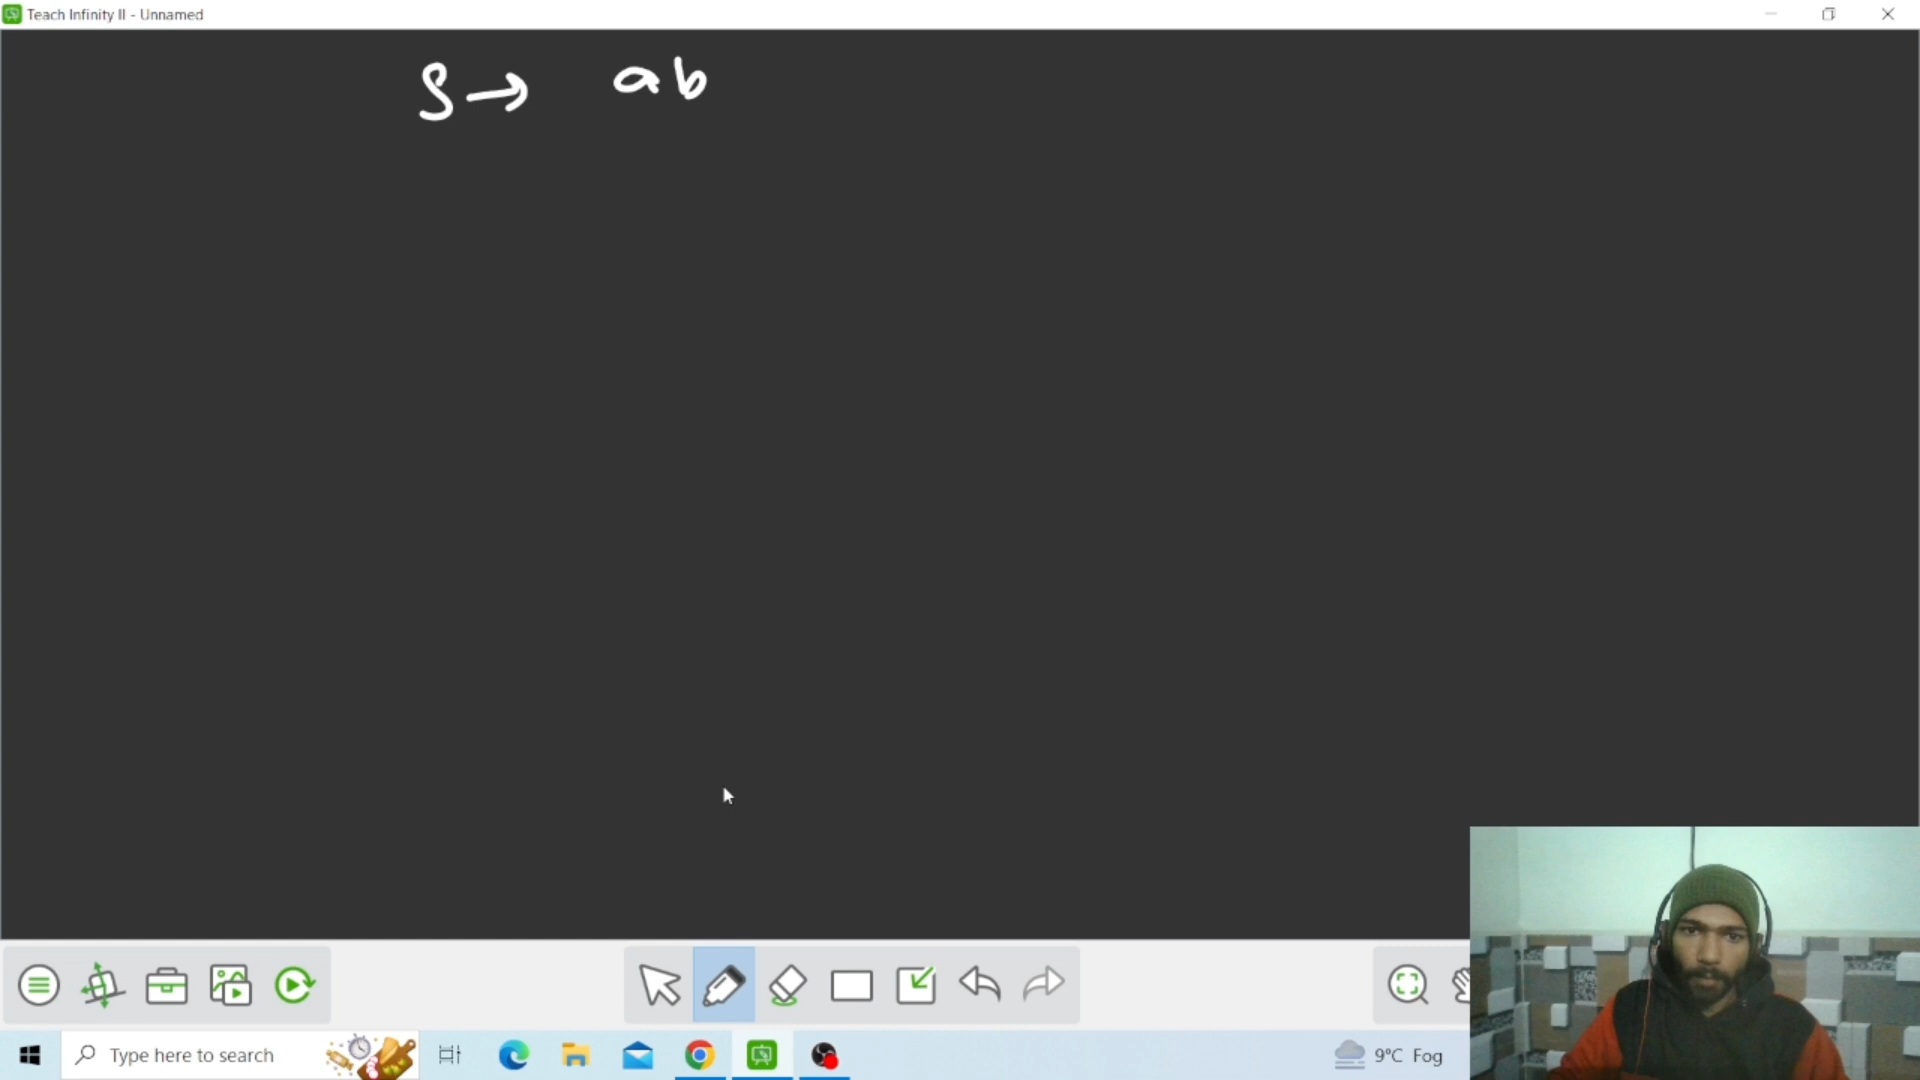 Teach Infinity II - Unnamed
S → ab
Type here to search
9°C Fog